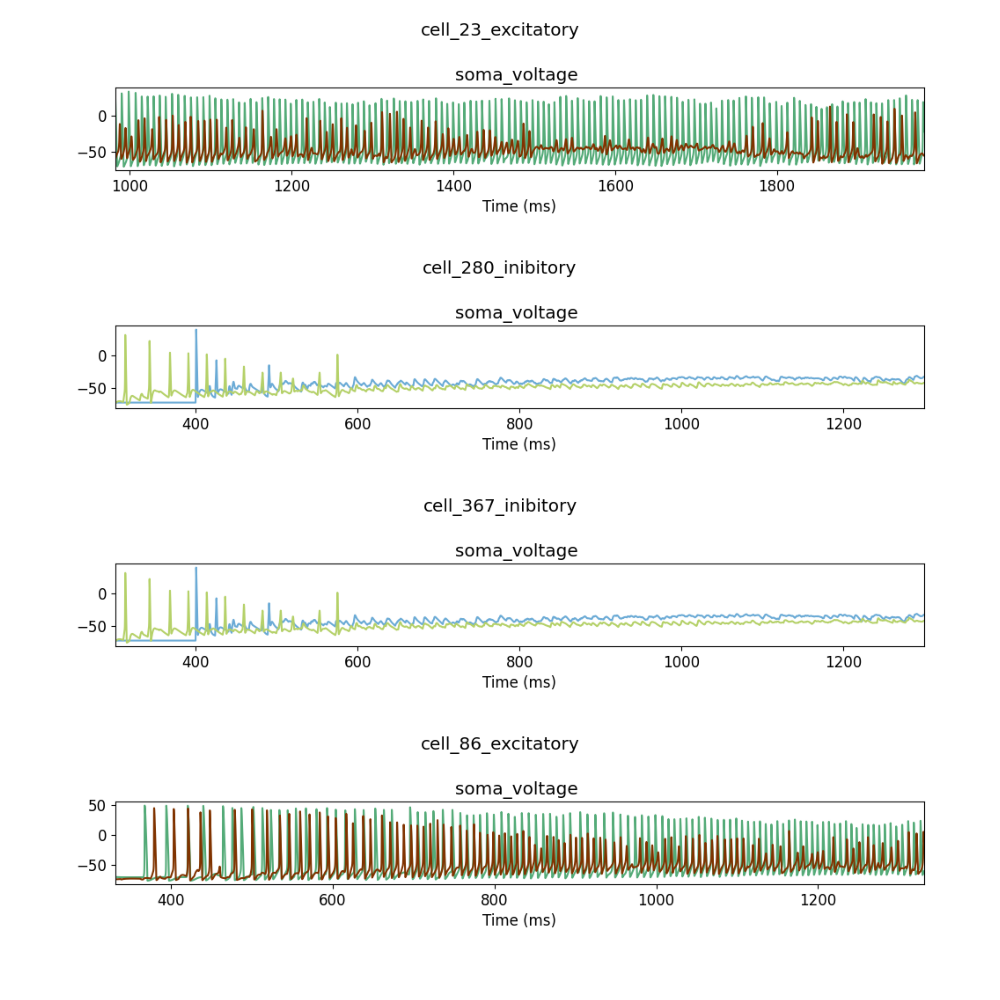 cell_23_excitatory
soma_voltage
0
−50
1000 1200 1400 1600 1800
Time (ms)
cell_280_inibitory
soma_voltage
0
−50
400 600 800 1000 1200
Time (ms)
cell_367_inibitory
soma_voltage
0
−50
400 600 800 1000 1200
Time (ms)
cell_86_excitatory
soma_voltage
50
0
−50
400 600 800 1000 1200
Time (ms)